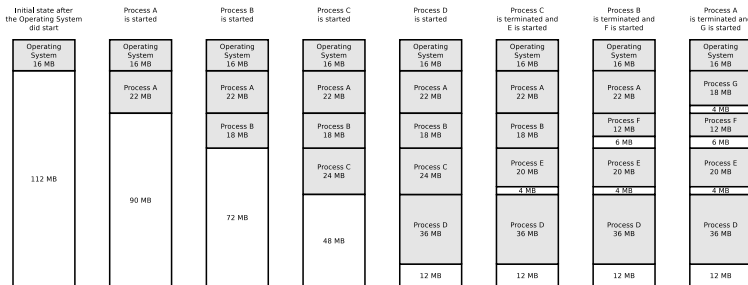 Initial state after
the Operating System
did start
Process A
is started
Process B
is started
Process C
is started
Process D
is started
Process C
is terminated and
E is started
Process B
is terminated and
F is started
Process A
is terminated and
G is started
Operating
System
16 MB
112 MB
Operating
System
16 MB
Process A
22 MB
90 MB
Operating
System
16 MB
Process A
22 MB
Process B
18 MB
72 MB
Operating
System
16 MB
Process A
22 MB
Process B
18 MB
Process C
24 MB
48 MB
Operating
System
16 MB
Process A
22 MB
Process B
18 MB
Process C
24 MB
Process D
36 MB
12 MB
Operating
System
16 MB
Process A
22 MB
Process B
18 MB
Process E
20 MB
4 MB
Process D
36 MB
12 MB
Operating
System
16 MB
Process A
22 MB
Process F
12 MB
6 MB
Process E
20 MB
4 MB
Process D
36 MB
12 MB
Operating
System
16 MB
Process G
18 MB
4 MB
Process F
12 MB
6 MB
Process E
20 MB
4 MB
Process D
36 MB
12 MB